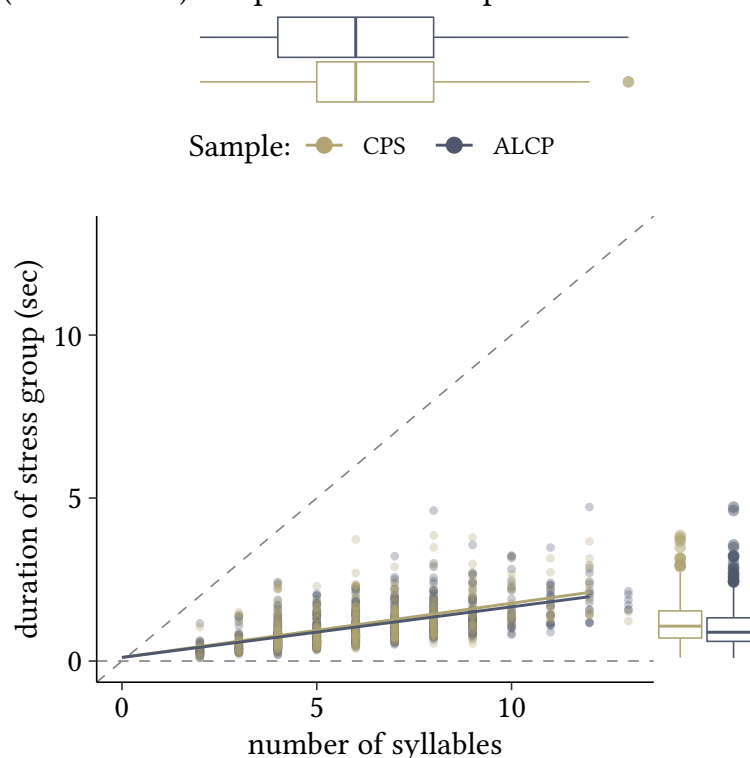 Sample: CPS ALCP
duration of stress group (sec)
10
5
0
0 5 10
number of syllables